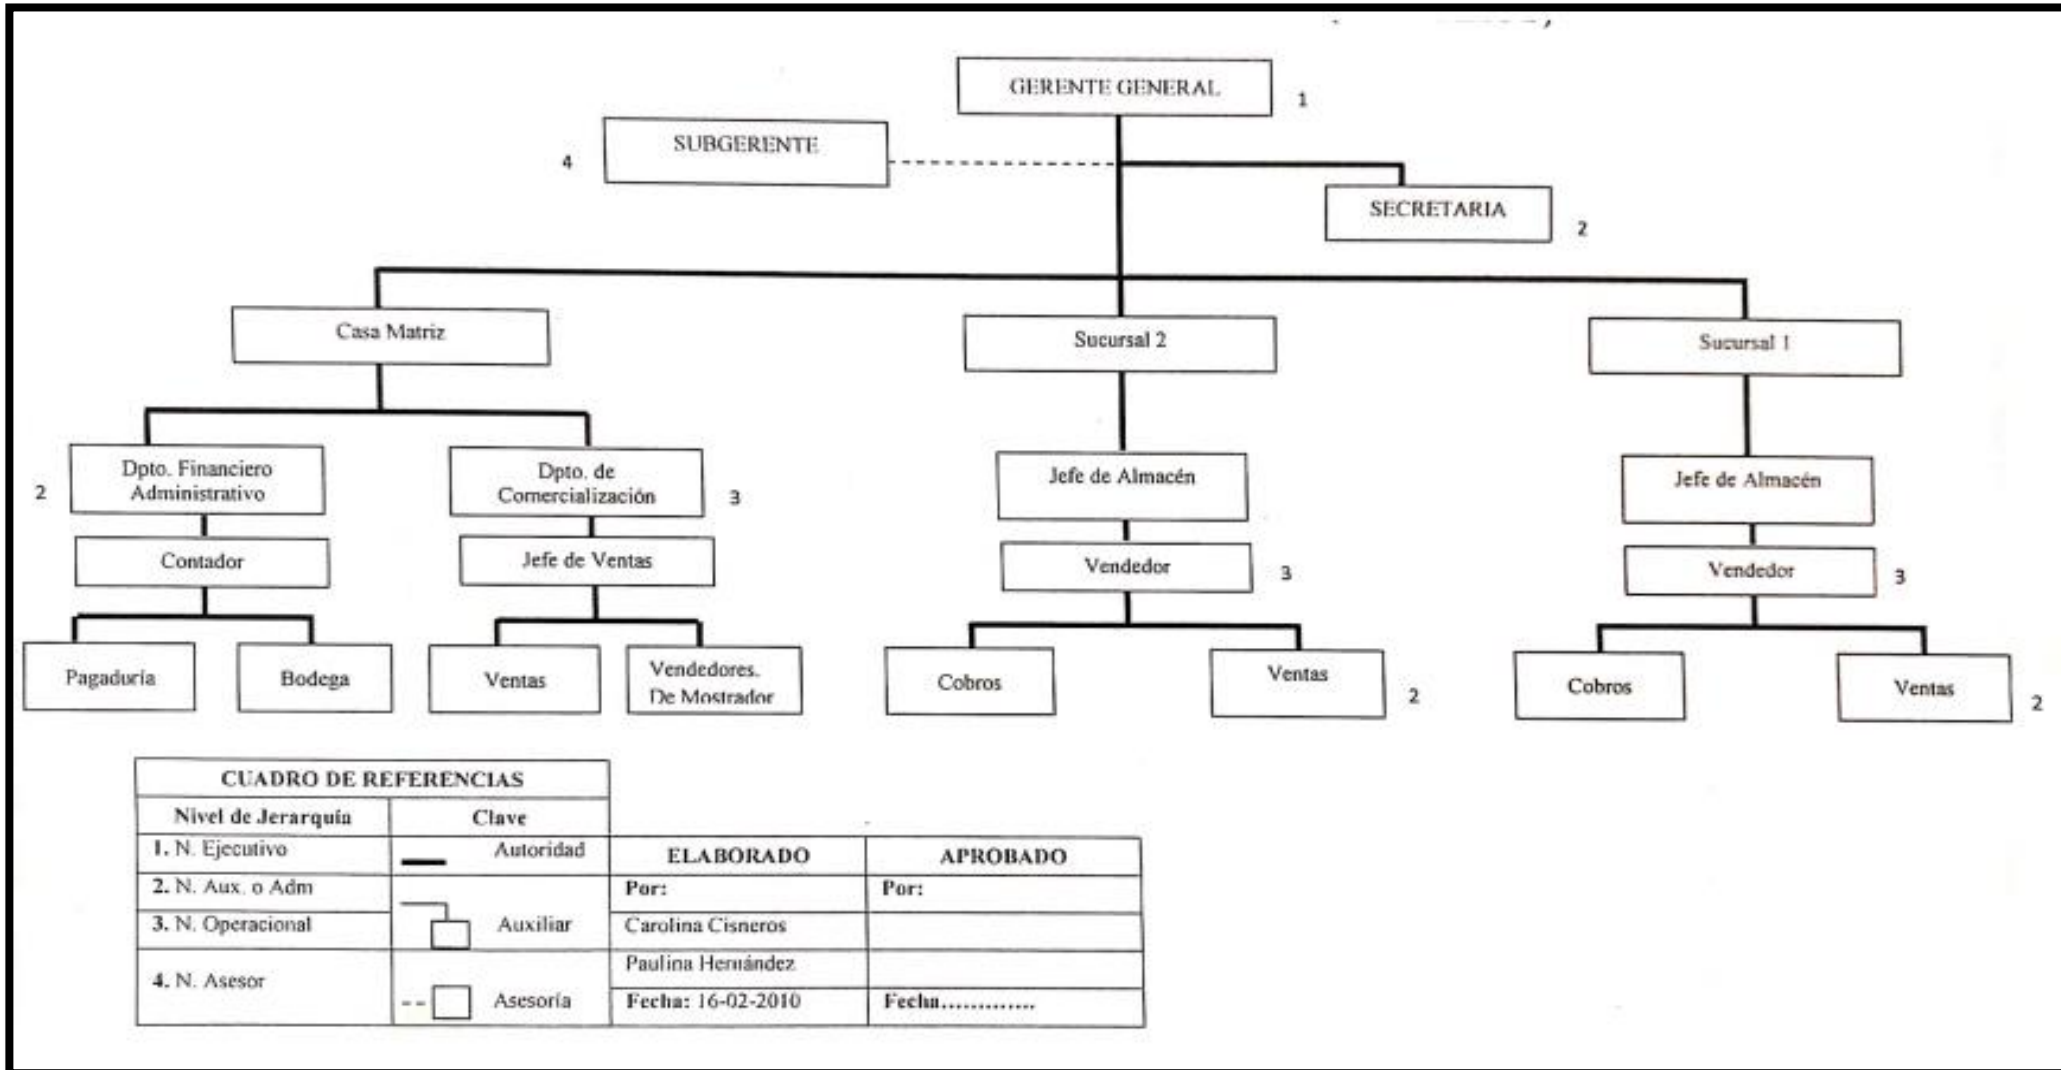 GERENTE GENERAL
1
SUBGERENTE
4
SECRETARIA
2
Casa Matriz
Sucursal 2
Sucursal 1
Dpto. Financiero
Administrativo
2
Dpto. de
Comercialización
3
Jefe de Almacén
Jefe de Almacén
Contador
Jefe de Ventas
Vendedor
3
Vendedor
3
Pagaduría
Bodega
Ventas
Vendedores.
De Mostrador
Cobros
Ventas
2
Cobros
Ventas
2
CUADRO DE REFERENCIAS
Nivel de Jerarquía
Clave
1. N. Ejecutivo
Autoridad
ELABORADO
APROBADO
2. N. Aux. o Adm
Por:
Por:
3. N. Operacional
Auxiliar
Carolina Cisneros
Paulina Hernández
4. N. Asesor
Asesoría
Fecha: 16-02-2010
Fecha.............